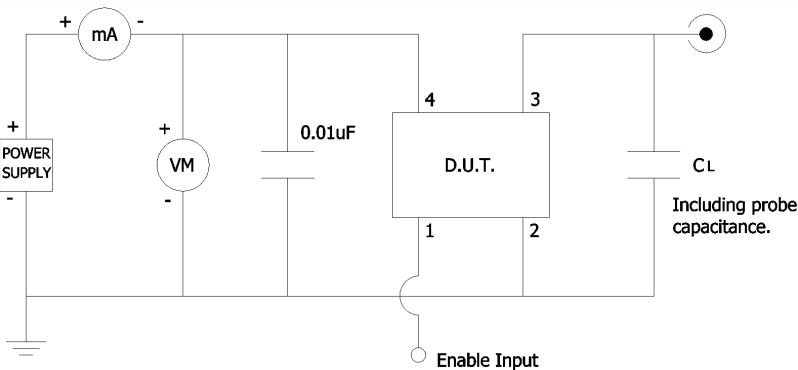 + mA -
+
POWER
SUPPLY
-
+
VM
-
0.01uF
4
3
D.U.T.
1
2
CL
Including probe
capacitance.
Enable Input